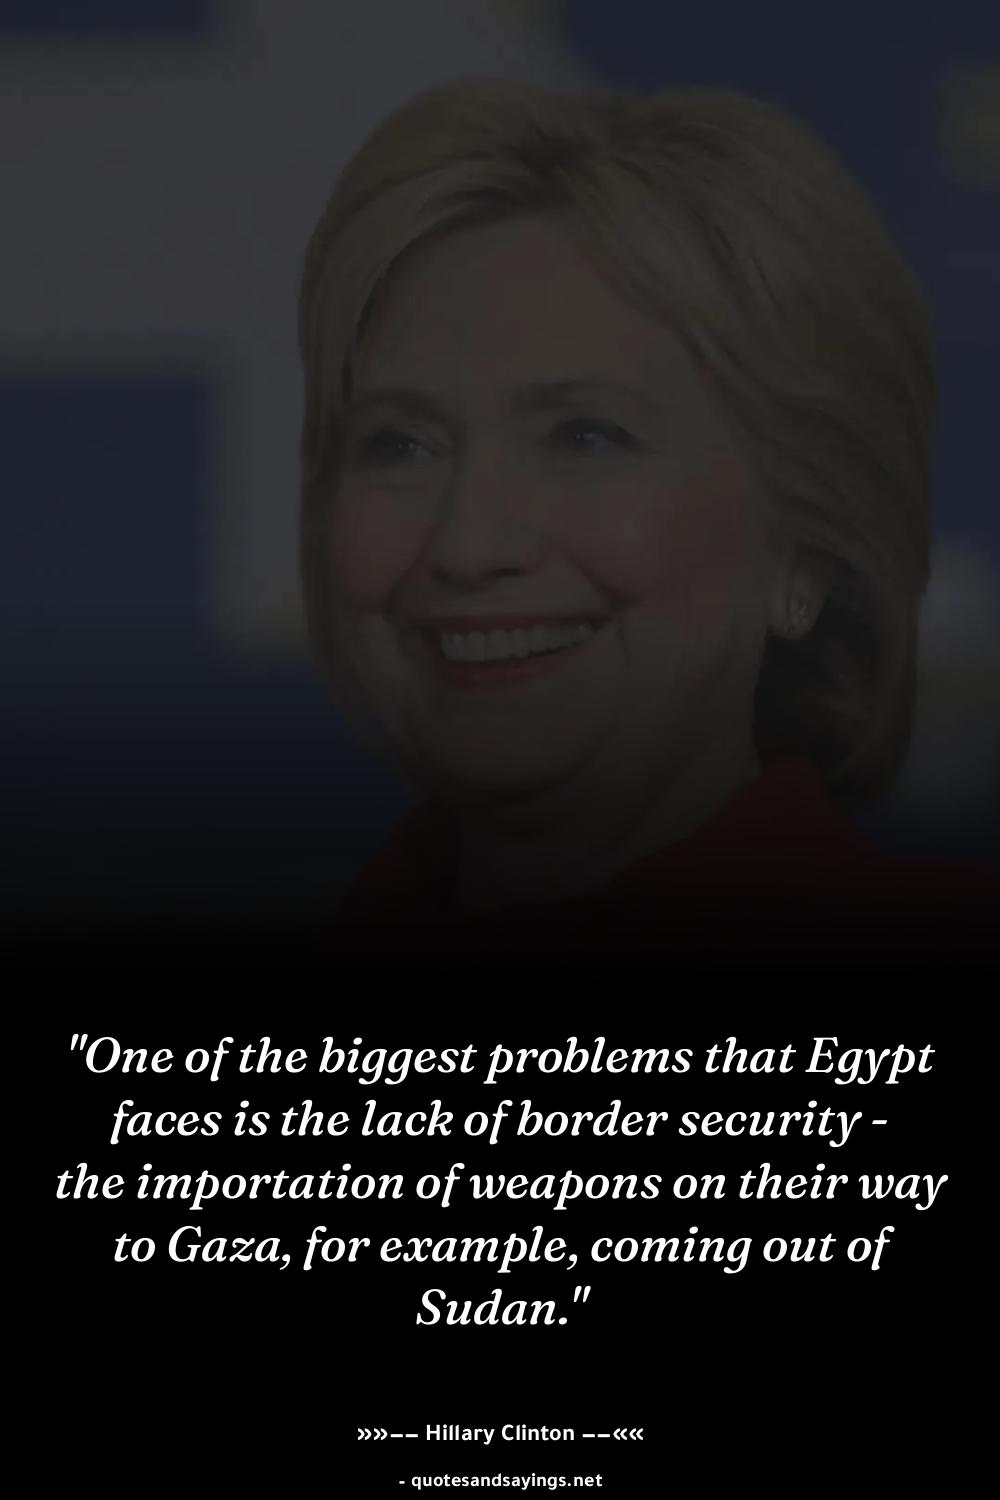 "One of the biggest problems that Egypt
faces is the lack of border security -
the importation of weapons on their way
to Gaza, for example, coming out of
Sudan."
»»–– Hillary Clinton ––««
- quotesandsayings.net